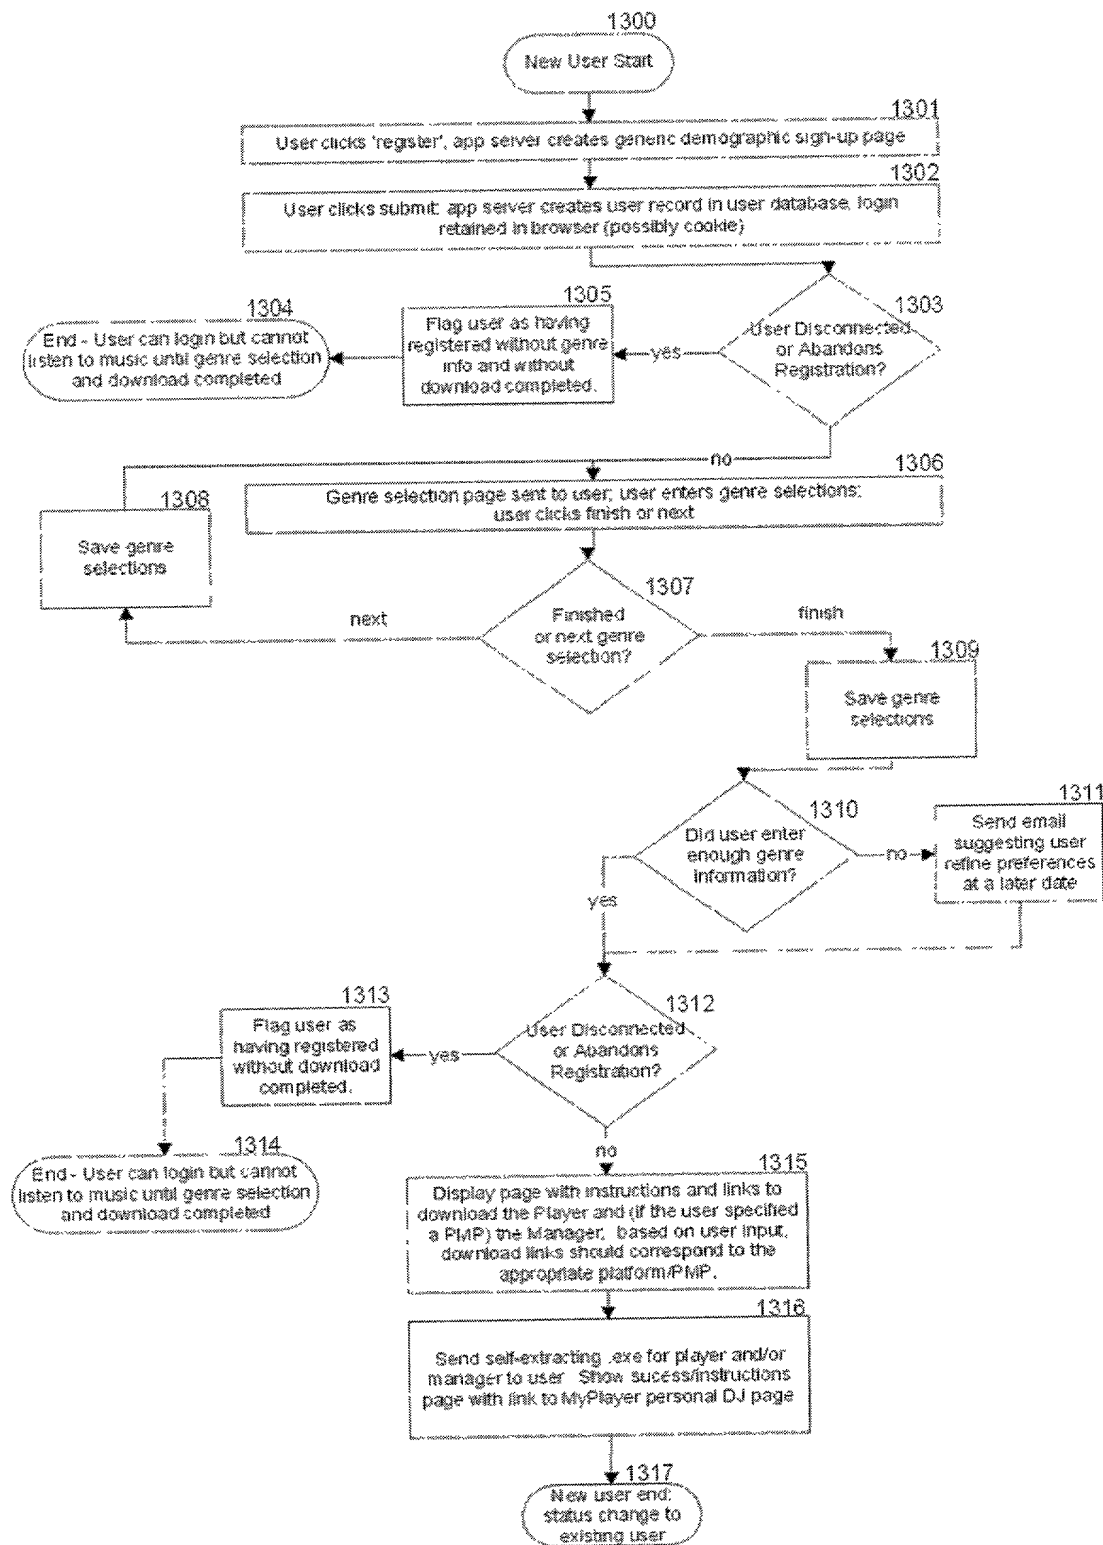 1300
New User Start
1301
User clicks 'register', app server creates generic demographic sign-up page
1302
User clicks submit: app server creates user record in user database, login
retained in browser (possibly cookie)
1303
User Disconnected
or Abandons
Registration?
yes
1305
Flag user as having
registered without genre
info and without
download completed.
1304
End - User can login but cannot
listen to music until genre selection
and download completed
no
1306
Genre selection page sent to user; user enters genre selections;
user clicks finish or next
1308
Save genre
selections
1307
Finished
or next genre
selection?
next
finish
1309
Save genre
selections
1310
Did user enter
enough genre
information?
no
1311
Send email
suggesting user
refine preferences
at a later date
yes
1312
User Disconnected
or Abandons
Registration?
yes
1313
Flag user as
having registered
without download
completed.
1314
End - User can login but cannot
listen to music until genre selection
and download completed
no
1315
Display page with instructions and links to
download the Player and (if the user specified
a PMP) the Manager; based on user input,
download links should correspond to the
appropriate platform/PMP.
1316
Send self-extracting .exe for player and/or
manager to user Show sucess/instructions
page with link to MyPlayer personal DJ page
1317
New user end:
status change to
existing user